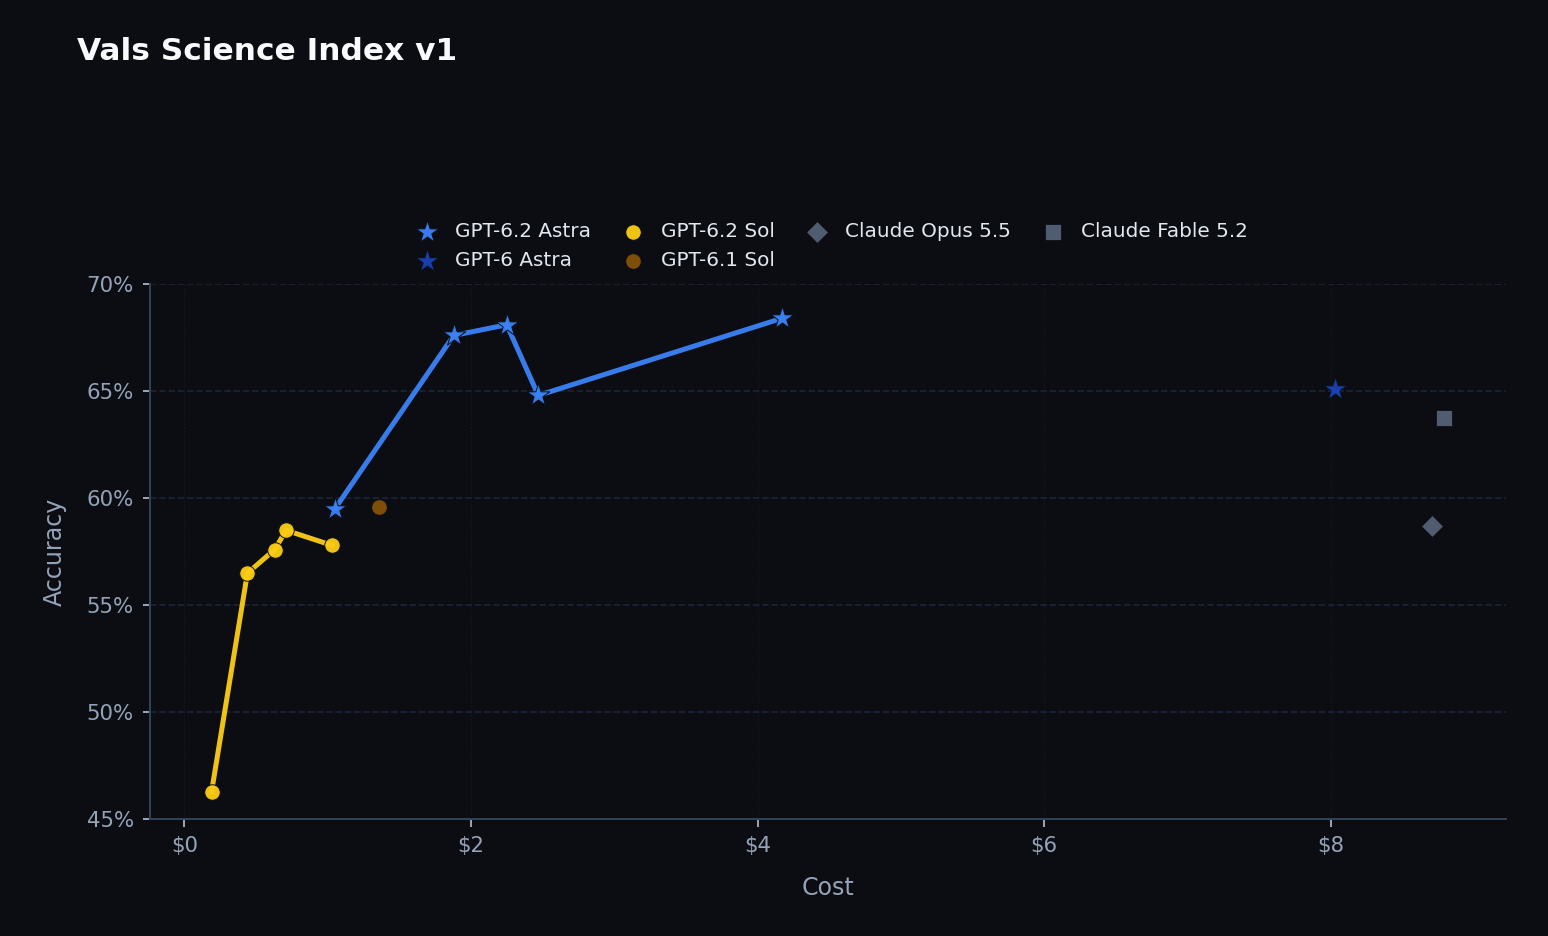 Vals Science Index v1
GPT-6.2 Astra
GPT-6 Astra
GPT-6.2 Sol
GPT-6.1 Sol
Claude Opus 5.5
Claude Fable 5.2
70%
65%
60%
55%
50%
45%
Accuracy
$0
$2
$4
$6
$8
Cost